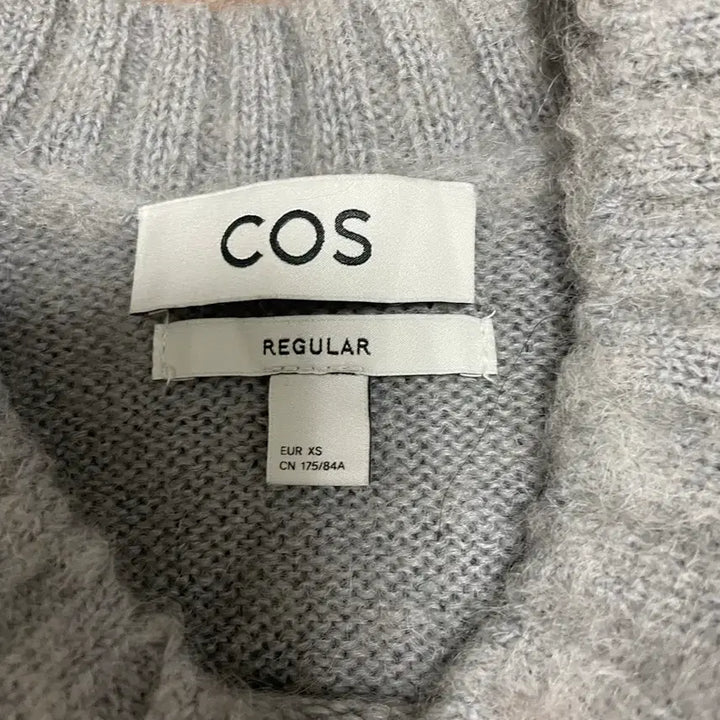 COS
REGULAR
EUR XS
CN 175/84A